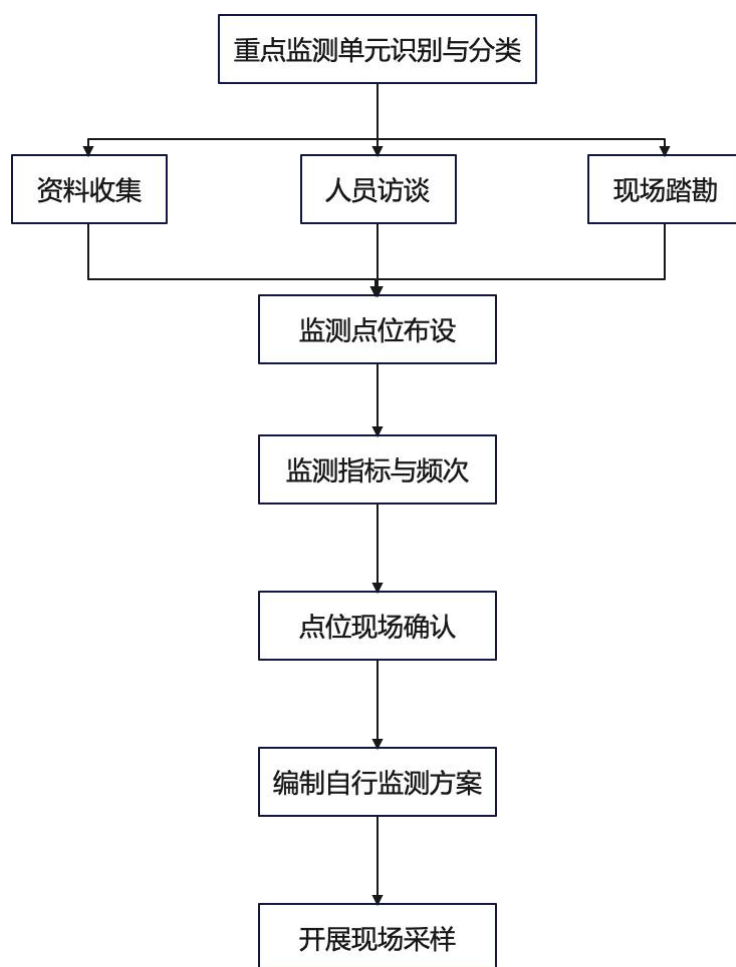 重点监测单元识别与分类
资料收集
人员访谈
现场踏勘
监测点位布设
监测指标与频次
点位现场确认
编制自行监测方案
开展现场采样